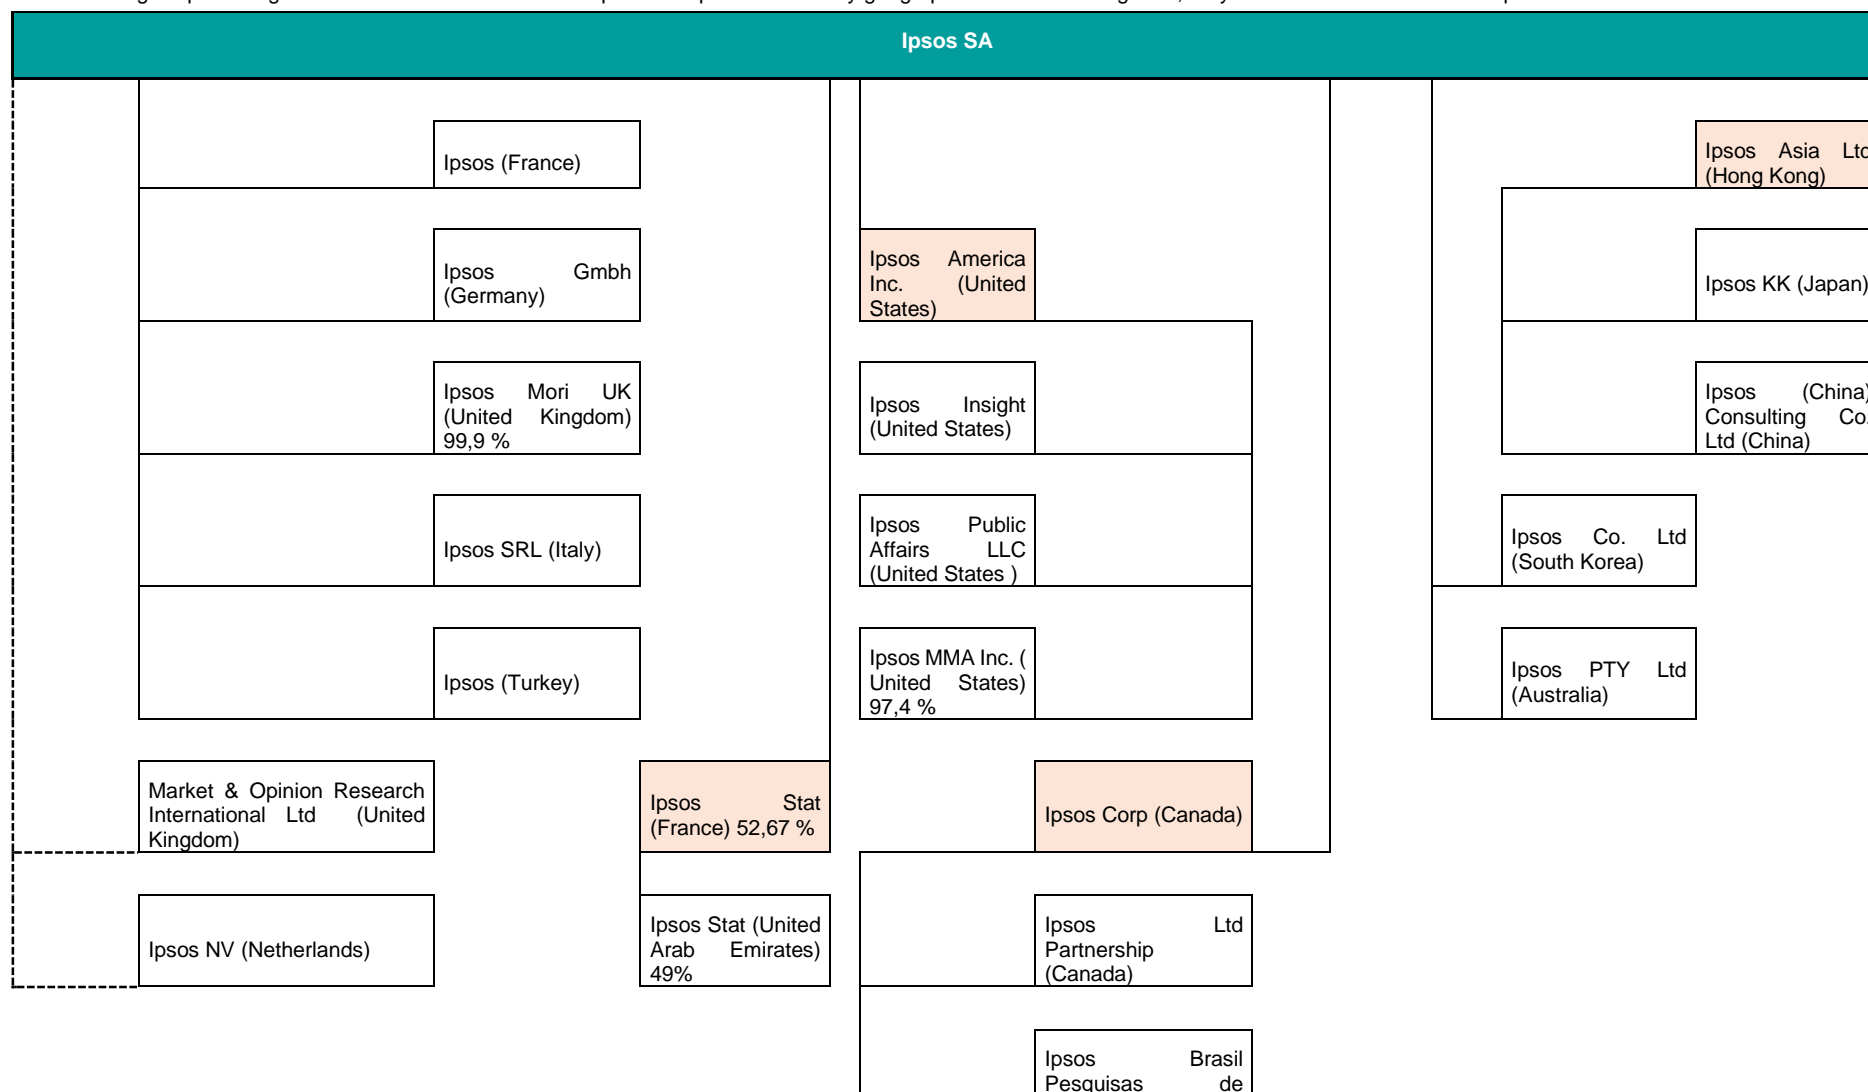 Ipsos SA
Ipsos (France)
Ipsos Gmbh
(Germany)
Ipsos Mori UK
(United Kingdom)
99,9 %
Ipsos SRL (Italy)
Ipsos (Turkey)
Market & Opinion Research
International Ltd (United
Kingdom)
Ipsos NV (Netherlands)
Ipsos Stat
(France) 52,67 %
Ipsos Stat (United
Arab Emirates)
49%
Ipsos America
Inc. (United
States)
Ipsos Insight
(United States)
Ipsos Public
Affairs LLC
(United States )
Ipsos MMA Inc. (
United States)
97,4 %
Ipsos Corp (Canada)
Ipsos Ltd
Partnership
(Canada)
Ipsos Brasil
Pesquisas de
Ipsos Asia Ltd
(Hong Kong)
Ipsos KK (Japan)
Ipsos (China)
Consulting Co.
Ltd (China)
Ipsos Co. Ltd
(South Korea)
Ipsos PTY Ltd
(Australia)